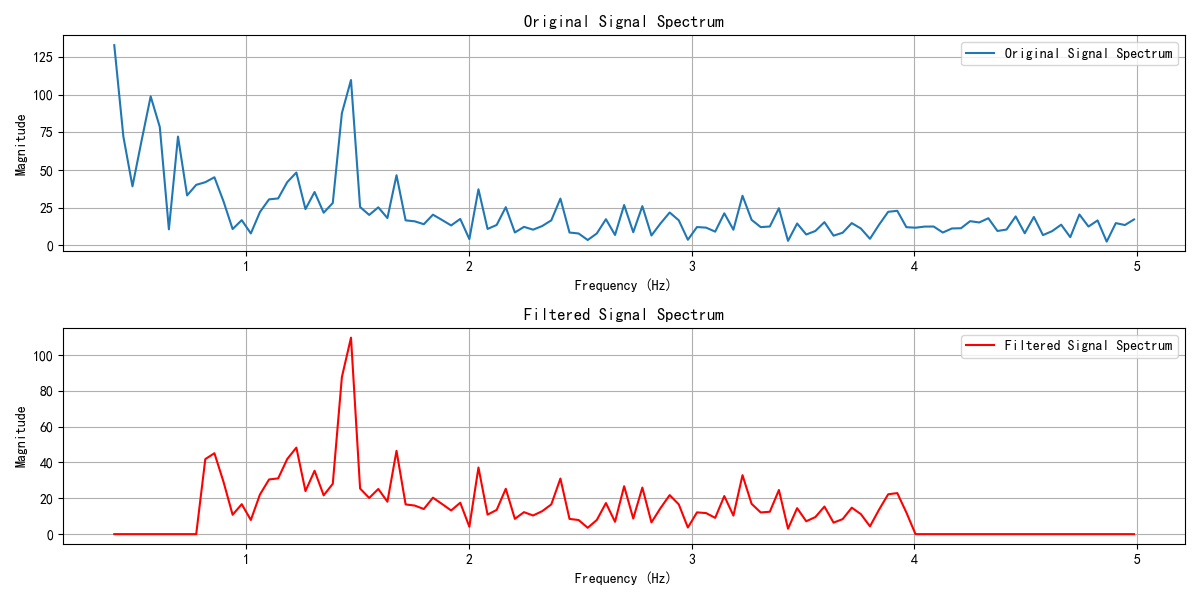 Original Signal Spectrum
Original Signal Spectrum
125
100
75
50
25
0
Magnitude
1
2
3
4
5
Frequency (Hz)
Filtered Signal Spectrum
Filtered Signal Spectrum
100
80
60
40
20
0
Magnitude
1
2
3
4
5
Frequency (Hz)